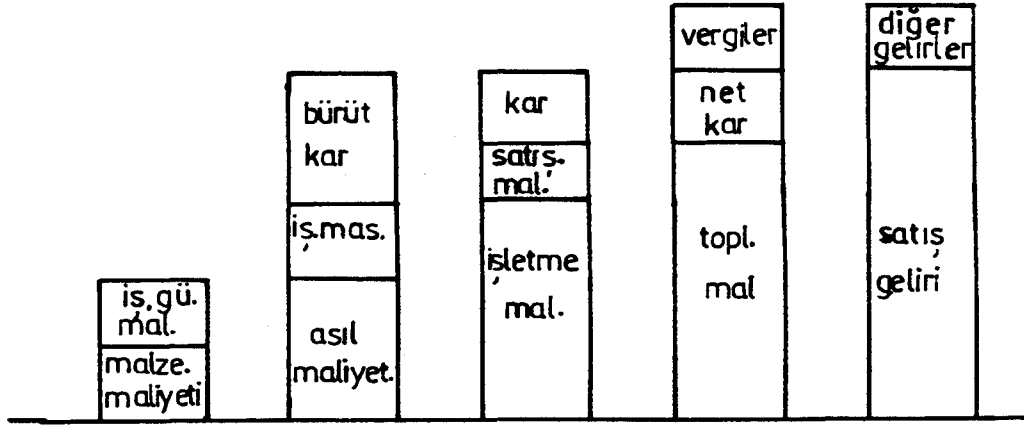 iş.gü.
mal.
malze.
maliyeti
bürüt
kar
iş.mas.
asıl
maliyet.
kar
satış.
mal.
işletme
mal.
vergiler
net
kar
topl.
mal
diğer
gelirler
satış
geliri